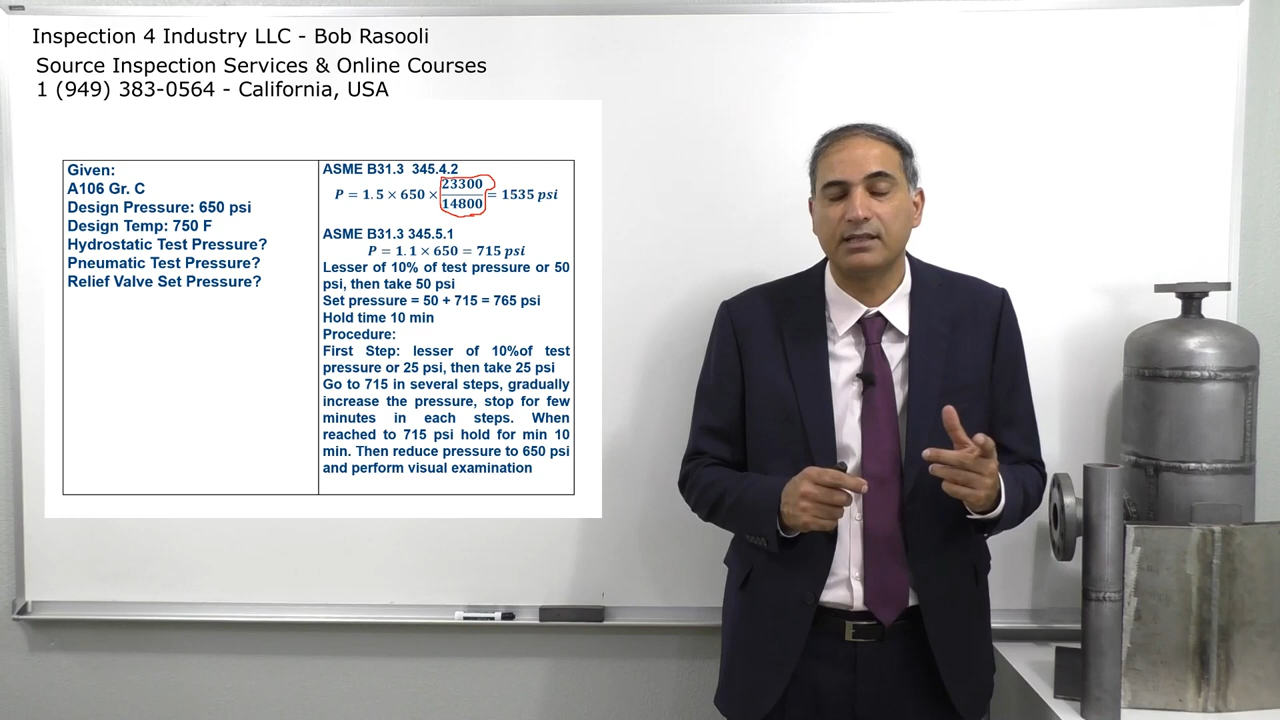 Inspection 4 Industry LLC - Bob Rasooli
Source Inspection Services & Online Courses
1 (949) 383-0564 - California, USA
Given:
A106 Gr. C
Design Pressure: 650 psi
Design Temp: 750 F
Hydrostatic Test Pressure?
Pneumatic Test Pressure?
Relief Valve Set Pressure?
ASME B31.3 345.4.2
P = 1.5 × 650 × 23300/14800 = 1535 psi
ASME B31.3 345.5.1
P = 1.1 × 650 = 715 psi
Lesser of 10% of test pressure or 50
psi, then take 50 psi
Set pressure = 50 + 715 = 765 psi
Hold time 10 min
Procedure:
First Step: lesser of 10%of test
pressure or 25 psi, then take 25 psi
Go to 715 in several steps, gradually
increase the pressure, stop for few
minutes in each steps. When
reached to 715 psi hold for min 10
min. Then reduce pressure to 650 psi
and perform visual examination